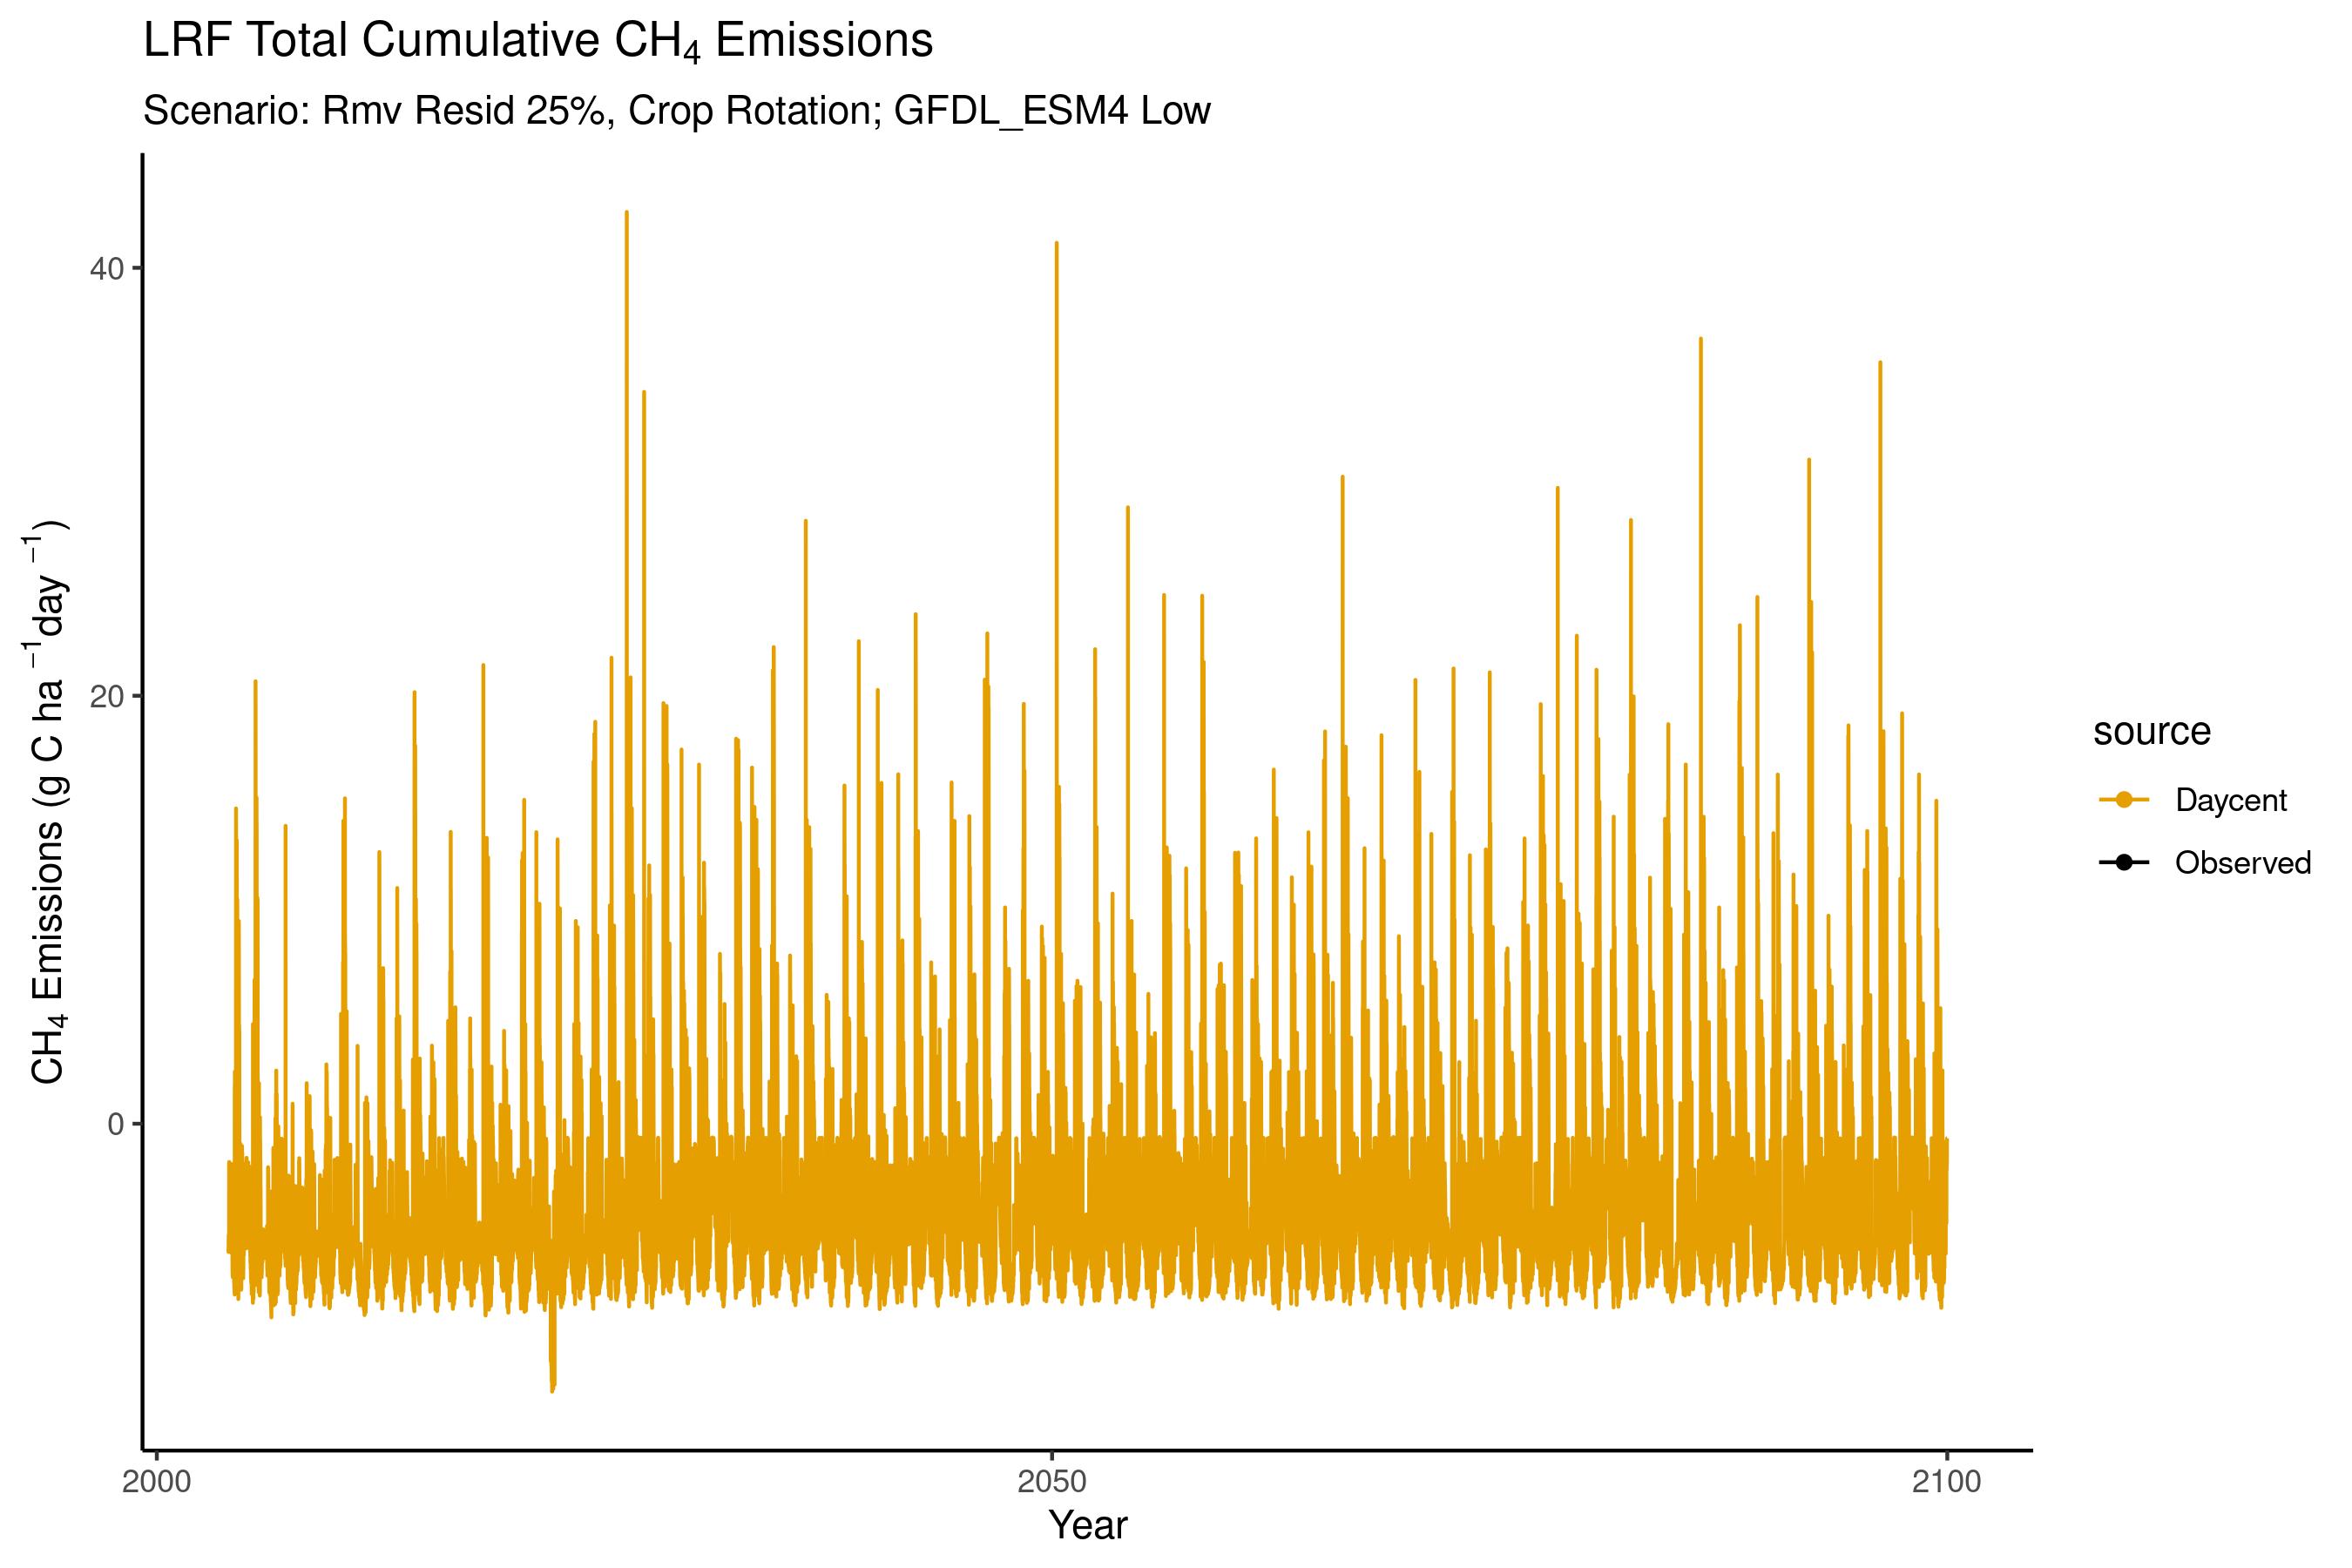 LRF Total Cumulative CH₄ Emissions
Scenario: Rmv Resid 25%, Crop Rotation; GFDL_ESM4 Low
CH₄ Emissions (g C ha ⁻¹day ⁻¹)
40
20
0
2000
2050
2100
Year
source
Daycent
Observed